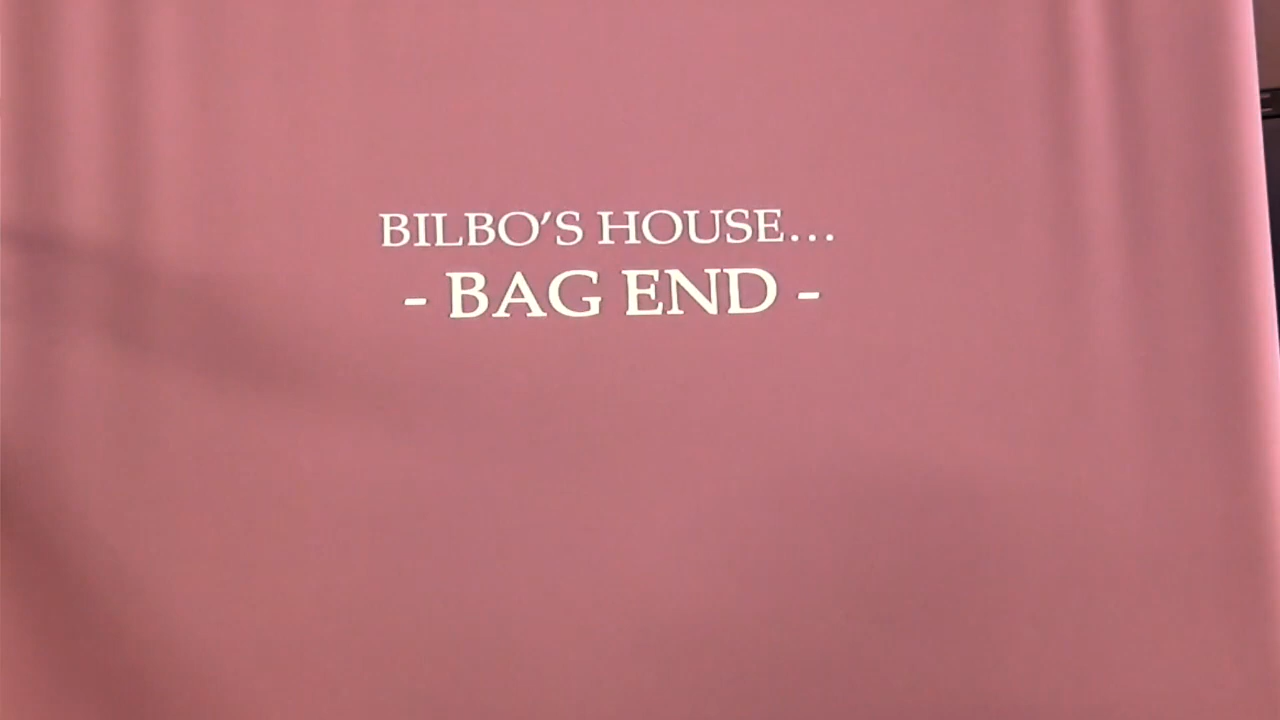 BILBO’S HOUSE…
- BAG END -